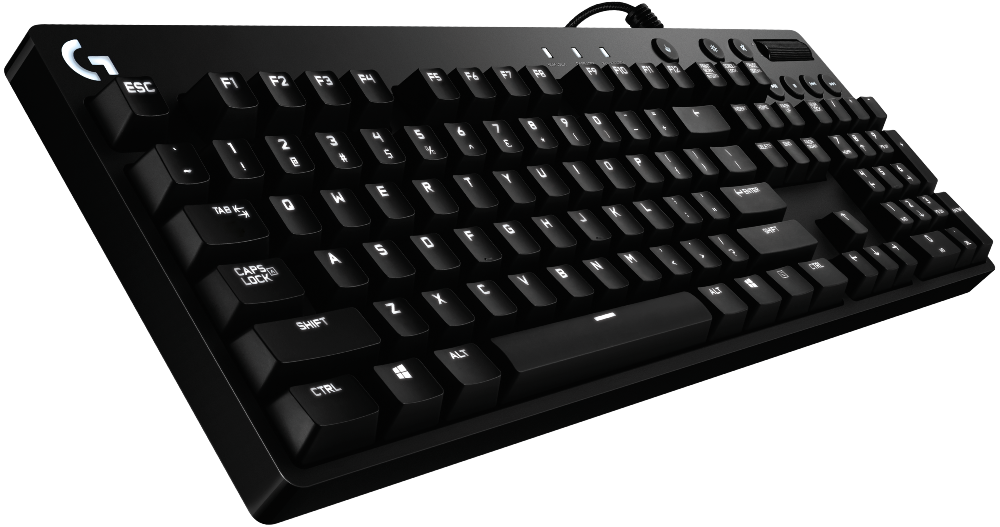 NUM LOCK CAPS LOCK SCROLL LOCK
ESC F1 F2 F3 F4 F5 F6 F7 F8 F9 F10 F11 F12 PRINT SCRN SYSRQ SCROLL LOCK PAUSE BREAK
` ~ 1 ! 2 @ 3 # 4 $ 5 % 6 ^ 7 & 8 * 9 ( 0 ) - _ = + INSERT HOME PAGE UP NUM LOCK / * -
TAB Q W E R T Y U I O P [ { ] } \ | DELETE END PAGE DOWN 7 HOME 8 9 PG UP +
CAPS LOCK A S D F G H J K L ; : ' " ENTER 4 5 6
SHIFT Z X C V B N M , < . > / ? SHIFT 1 END 2 3 PG DN ENTER
CTRL ALT ALT CTRL 0 INS . DEL